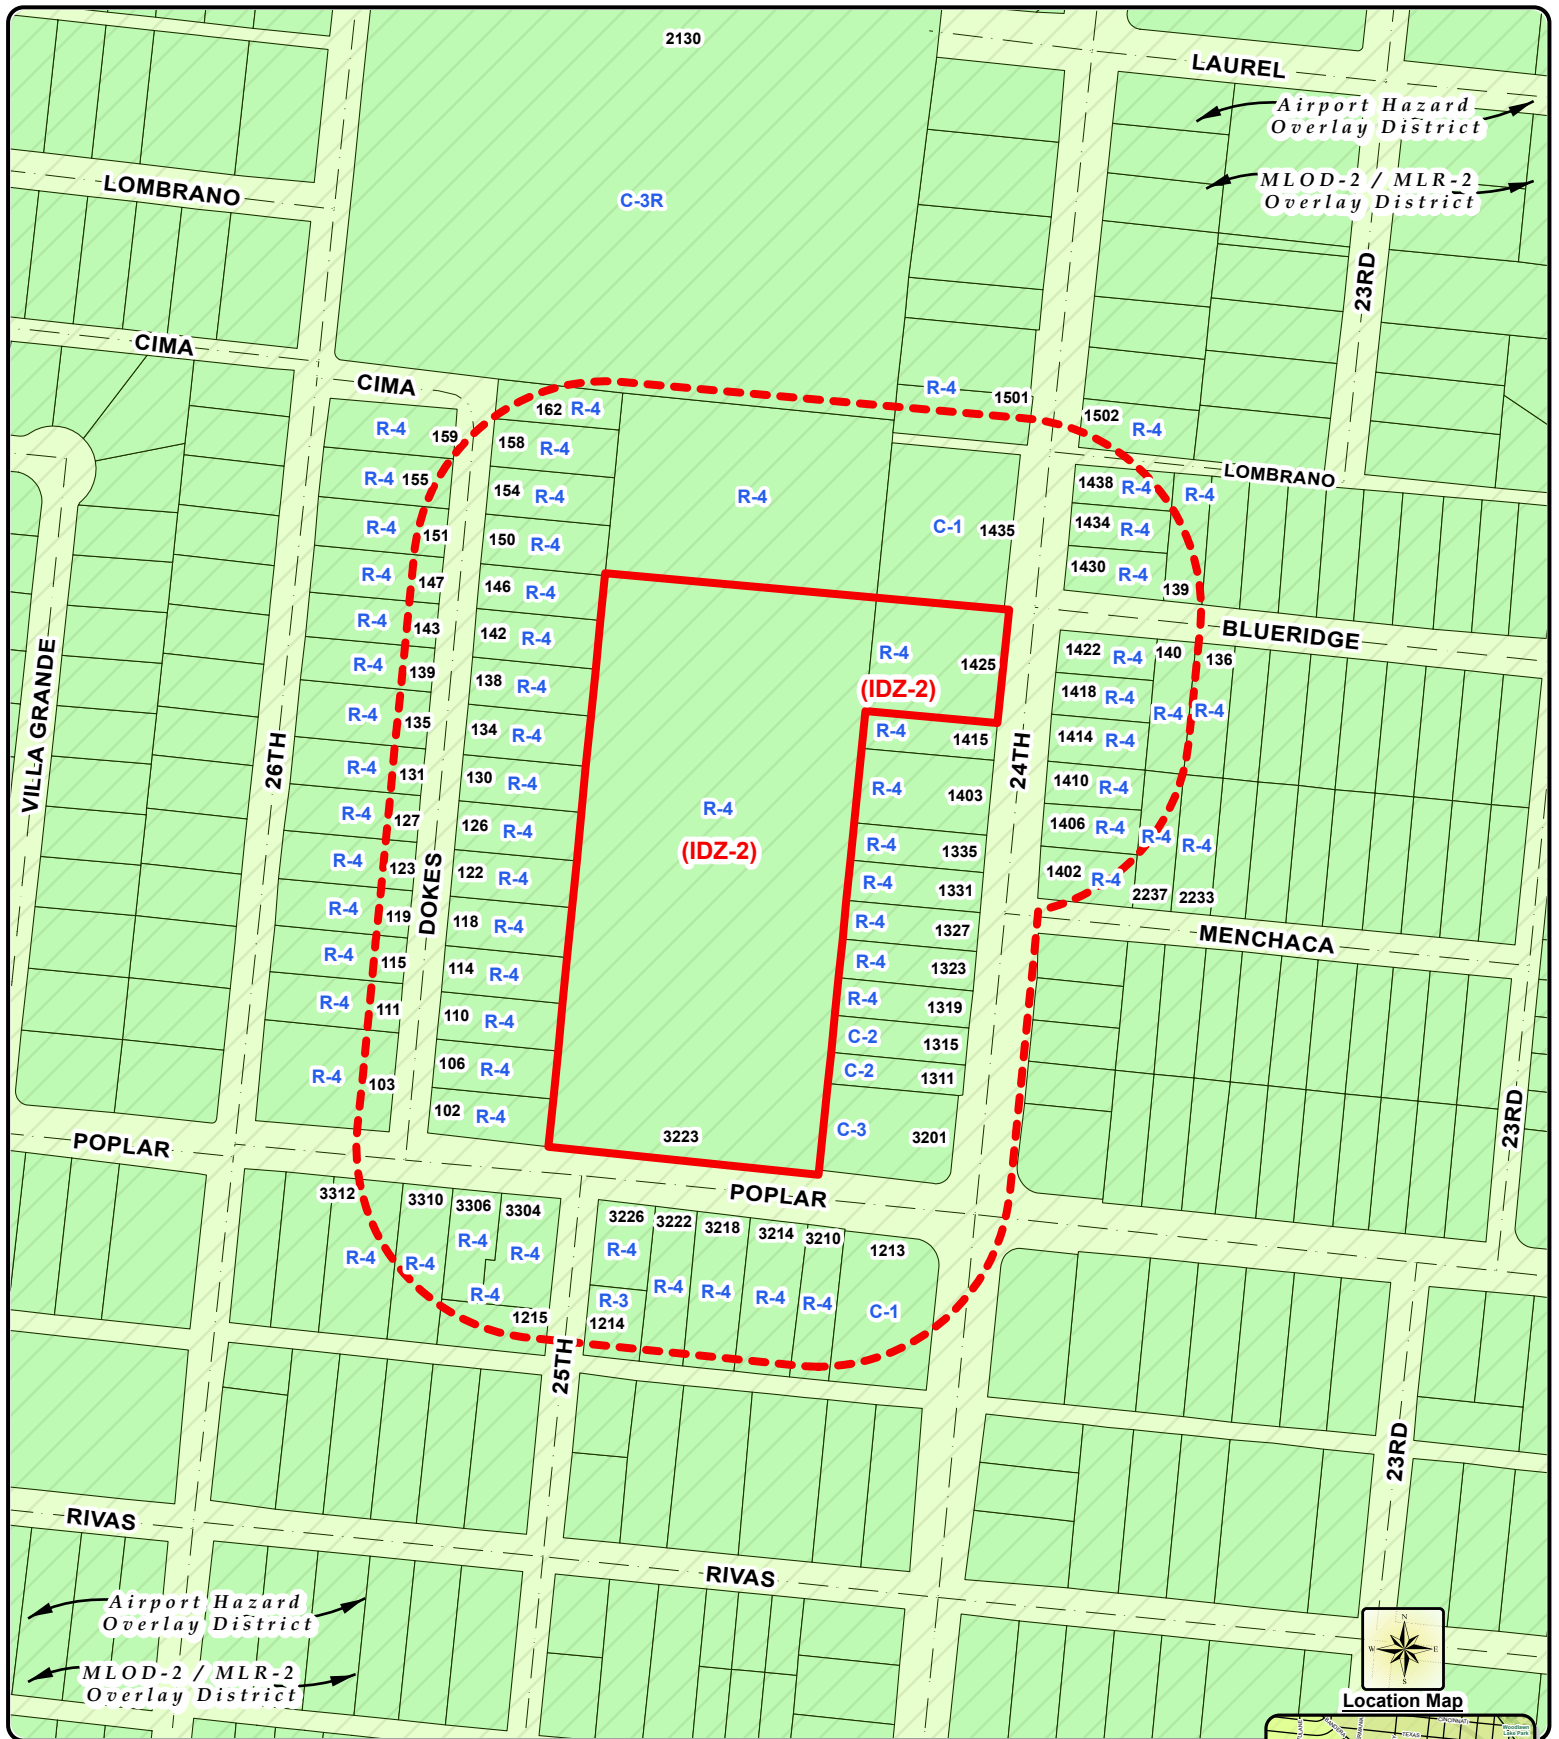 2130
LAUREL
Airport Hazard
Overlay District
MLOD-2 / MLR-2
Overlay District
LOMBRANO
C-3R
23RD
CIMA
CIMA
R-4
1501
162
R-4
1502
R-4
R-4
159
158
R-4
LOMBRANO
R-4
155
154
R-4
R-4
1438
R-4
R-4
R-4
151
150
R-4
C-1
1435
1434
R-4
R-4
147
146
R-4
1430
R-4
139
R-4
143
142
R-4
BLUERIDGE
R-4
139
138
R-4
R-4
1425
(IDZ-2)
1422
R-4
140
136
R-4
135
134
R-4
R-4
1415
1418
R-4
R-4
R-4
VILLA GRANDE
26TH
24TH
R-4
131
130
R-4
R-4
1403
1414
R-4
1410
R-4
R-4
127
126
R-4
R-4
(IDZ-2)
R-4
1335
1406
R-4
R-4
R-4
R-4
123
122
R-4
R-4
1331
1402
R-4
2237
2233
DOKES
R-4
119
118
R-4
R-4
1327
MENCHACA
R-4
115
114
R-4
R-4
1323
R-4
111
110
R-4
R-4
1319
C-2
1315
R-4
103
106
R-4
C-2
1311
102
R-4
3223
C-3
3201
23RD
POPLAR
POPLAR
3312
3310
3306
3304
3226
3222
3218
3214
3210
1213
R-4
R-4
R-4
R-4
R-4
R-4
R-4
R-4
R-4
R-4
R-4
C-1
R-3
1215
1214
25TH
23RD
RIVAS
RIVAS
Airport Hazard
Overlay District
MLOD-2 / MLR-2
Overlay District
N
W
E
S
Location Map
CINCINNATI
TEXAS
Woodlawn
Lake Park